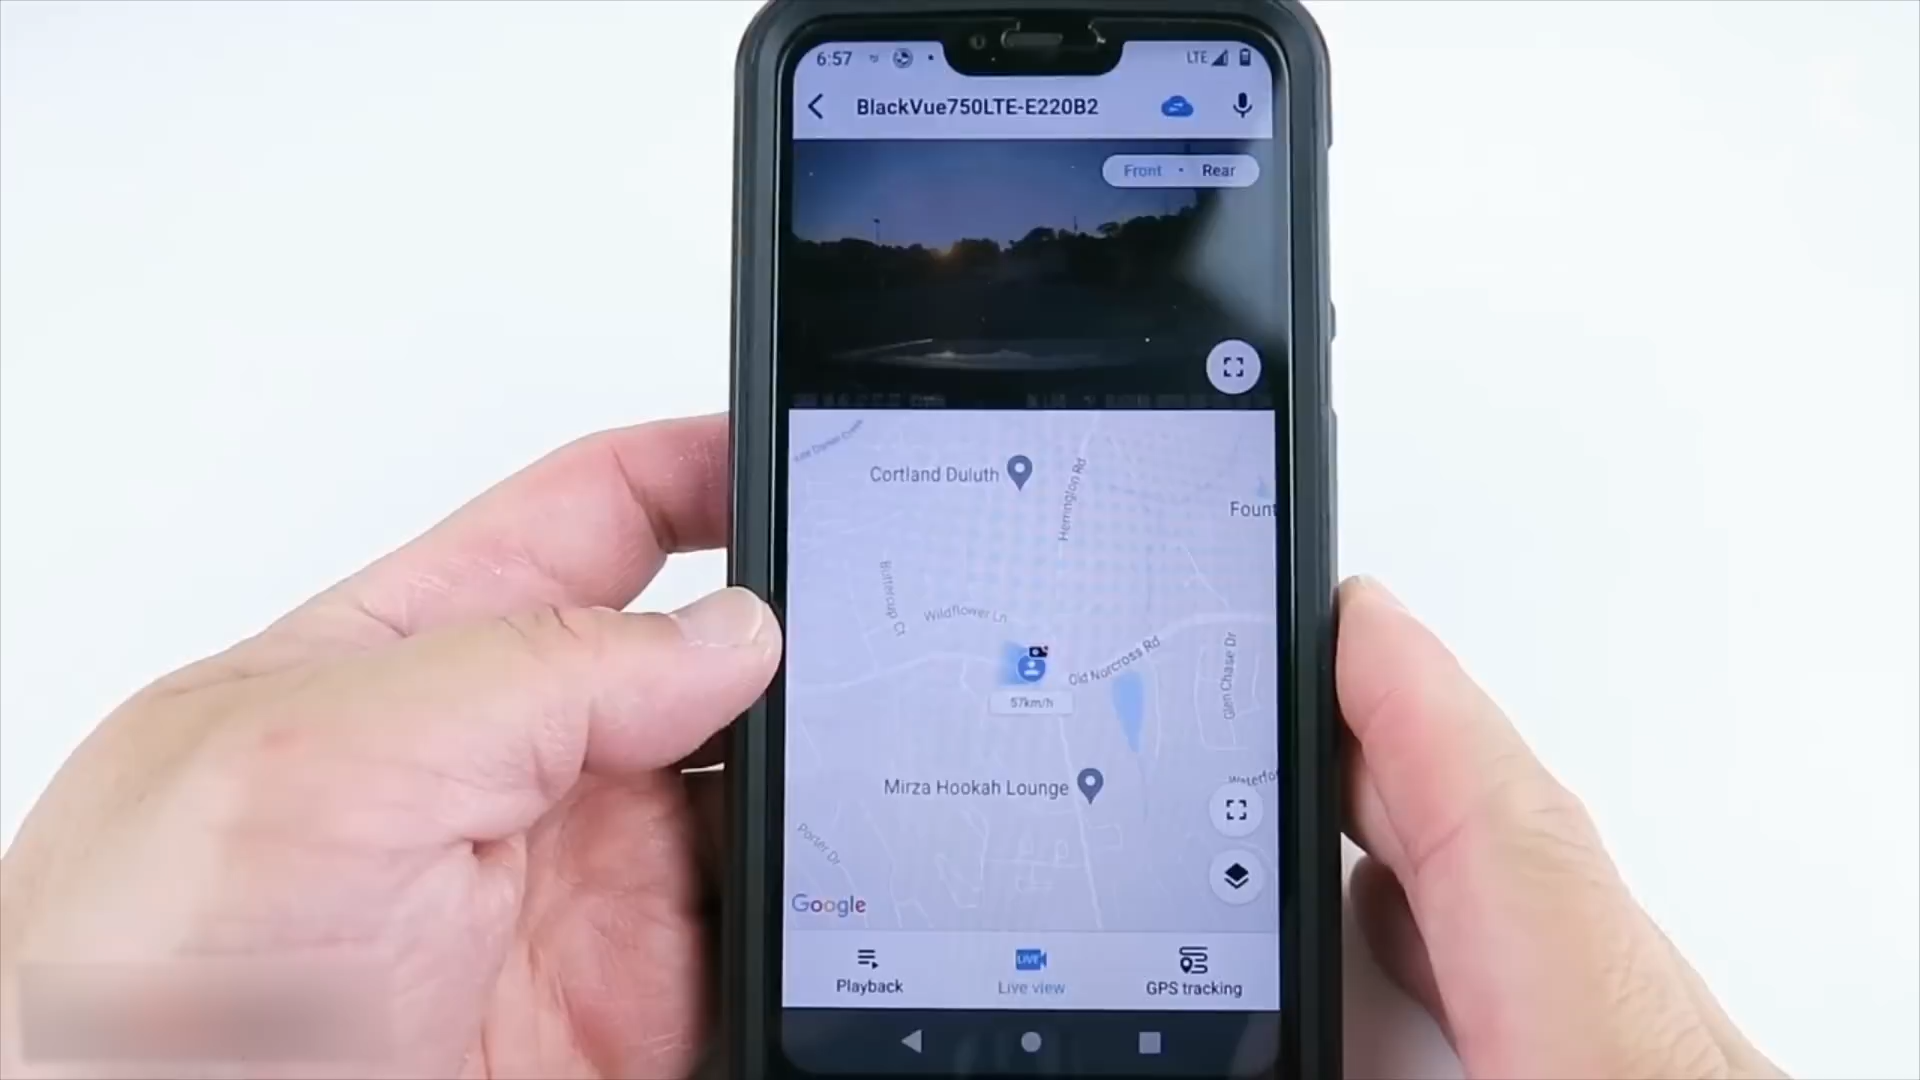 6:57
LTE
BlackVue750LTE-E220B2
Front · Rear
Cortland Duluth
Herrington Rd
Fount
Buttercup Ct
Wildflower Ln
Old Norcross Rd
Glen Chase Dr
57km/h
Mirza Hookah Lounge
Waterfo
Porter Dr
Google
LIVE
Playback
Live view
GPS tracking